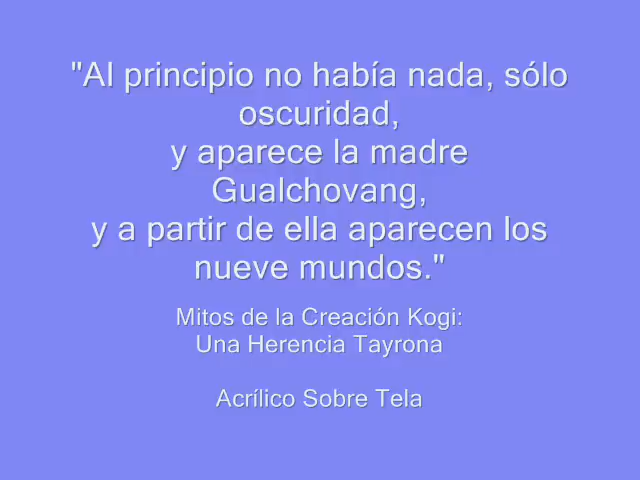 "Al principio no había nada, sólo
oscuridad,
y aparece la madre
Gualchovang,
y a partir de ella aparecen los
nueve mundos."
Mitos de la Creación Kogi:
Una Herencia Tayrona
Acrílico Sobre Tela